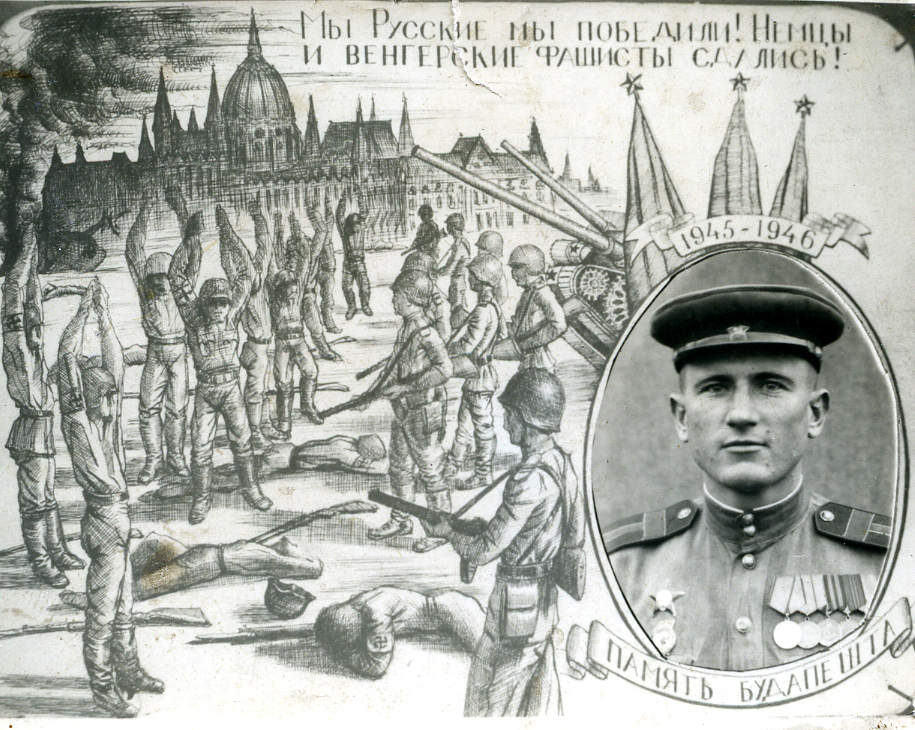 Мы Русские мы победили! Немцы
и венгерские фашисты сдались!
1945-1946
Память Будапешта